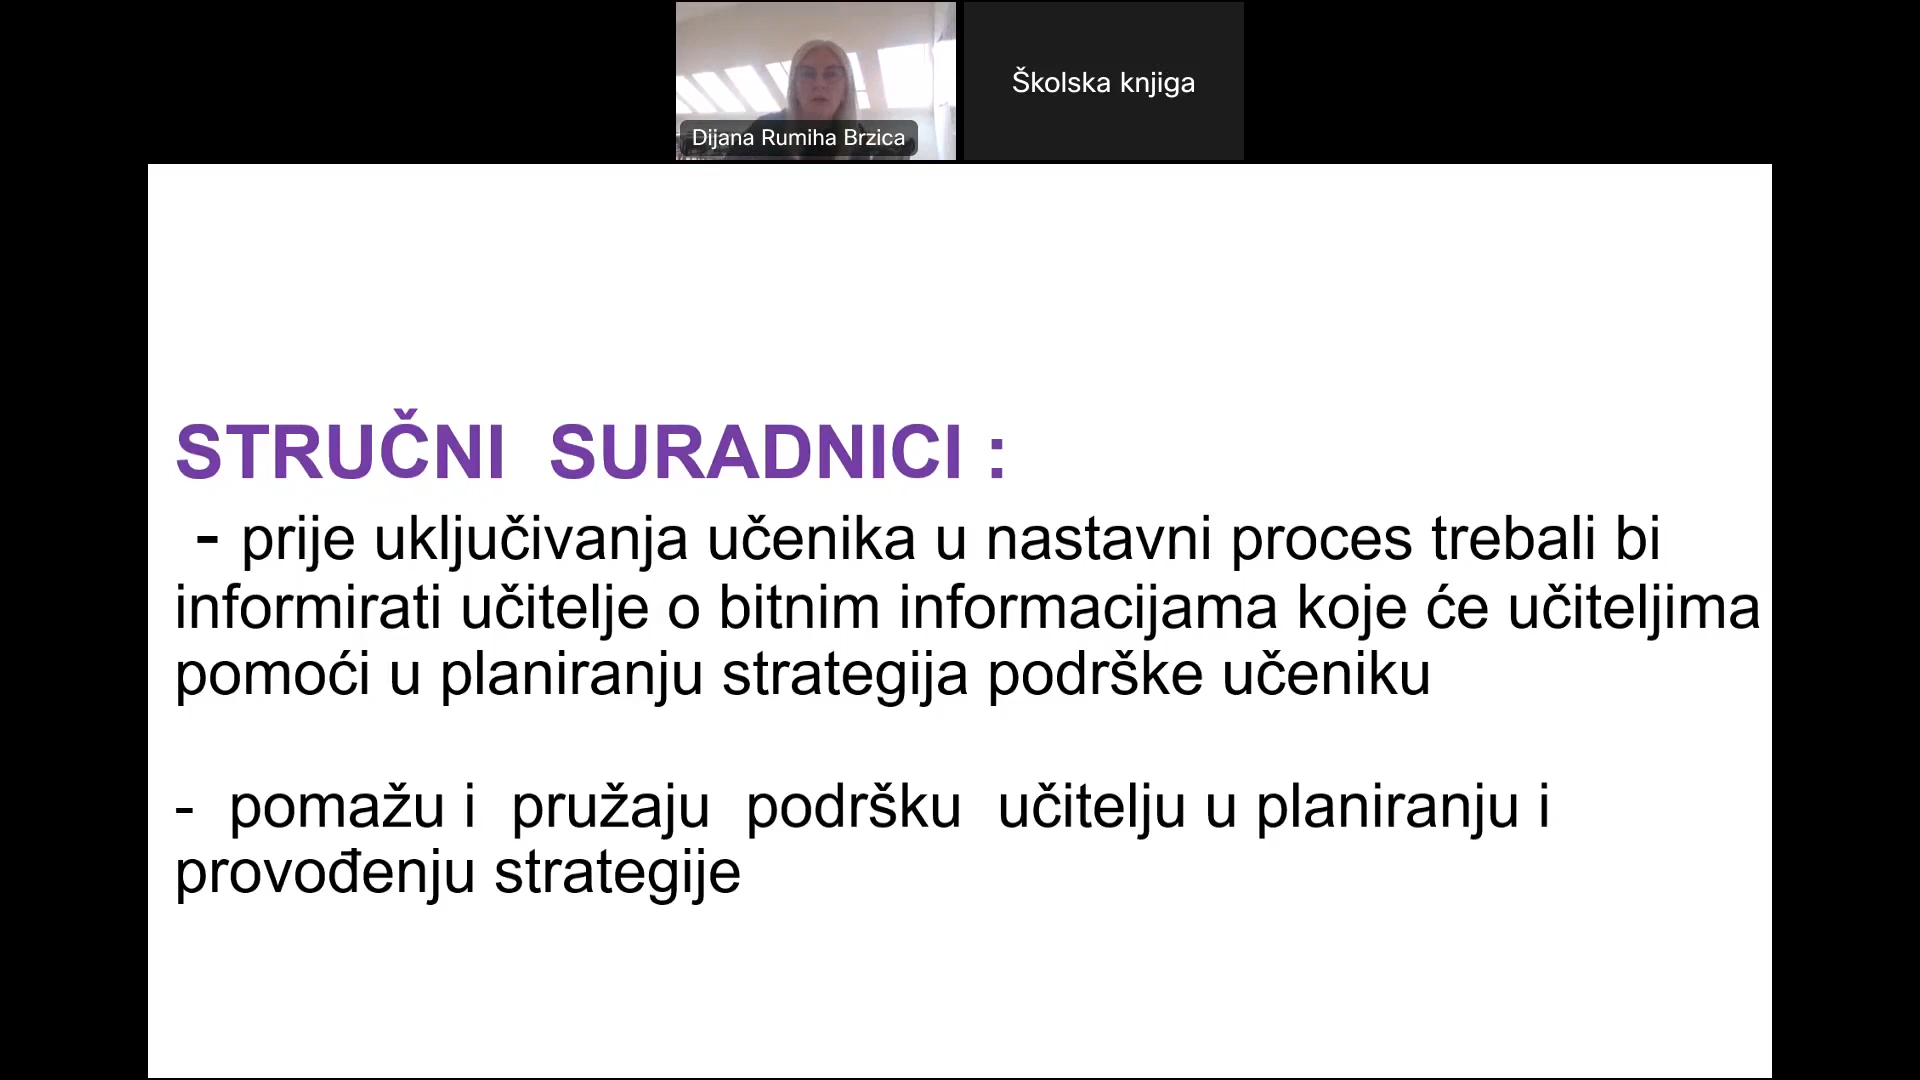 Dijana Rumiha Brzica
Školska knjiga
STRUČNI SURADNICI :
- prije uključivanja učenika u nastavni proces trebali bi
informirati učitelje o bitnim informacijama koje će učiteljima
pomoći u planiranju strategija podrške učeniku
- pomažu i pružaju podršku učitelju u planiranju i
provođenju strategije